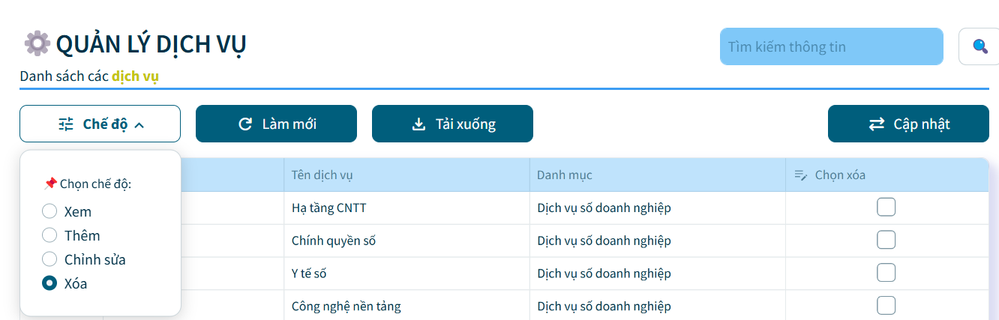 QUẢN LÝ DỊCH VỤ
Tìm kiếm thông tin
Danh sách các dịch vụ
Chế độ
Làm mới
Tải xuống
Cập nhật
Chọn chế độ:
Xem
Thêm
Chỉnh sửa
Xóa
Tên dịch vụ Danh mục Chọn xóa
Hạ tầng CNTT Dịch vụ số doanh nghiệp
Chính quyền số Dịch vụ số doanh nghiệp
Y tế số Dịch vụ số doanh nghiệp
Công nghệ nền tảng Dịch vụ số doanh nghiệp